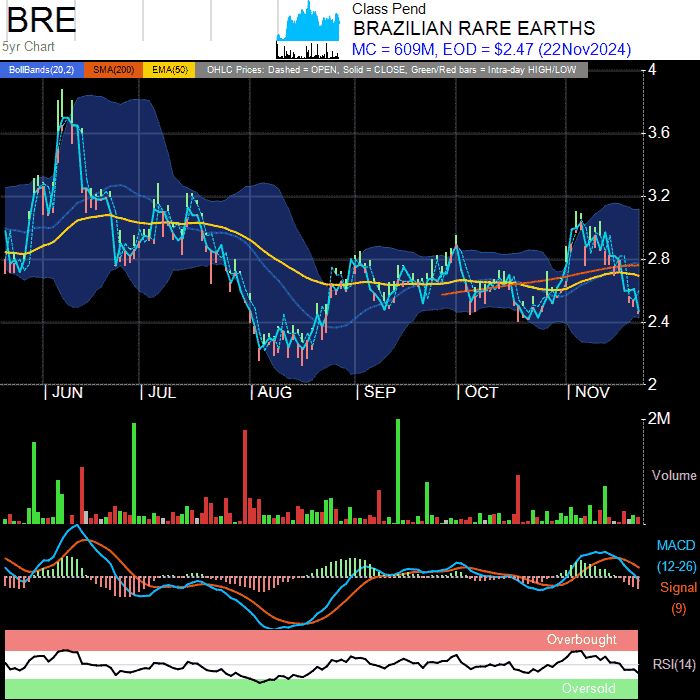 BRE
5yr Chart
Class Pend
BRAZILIAN RARE EARTHS
MC = 609M, EOD = $2.47 (22Nov2024)
BollBands(20,2) SMA(200) EMA(50) OHLC Prices: Dashed = OPEN, Solid = CLOSE, Green/Red bars = Intra-day HIGH/LOW
4
3.6
3.2
2.8
2.4
2
| JUN | JUL | AUG | SEP | OCT | NOV
2M
Volume
MACD
(12-26)
Signal
(9)
Overbought
RSI(14)
Oversold